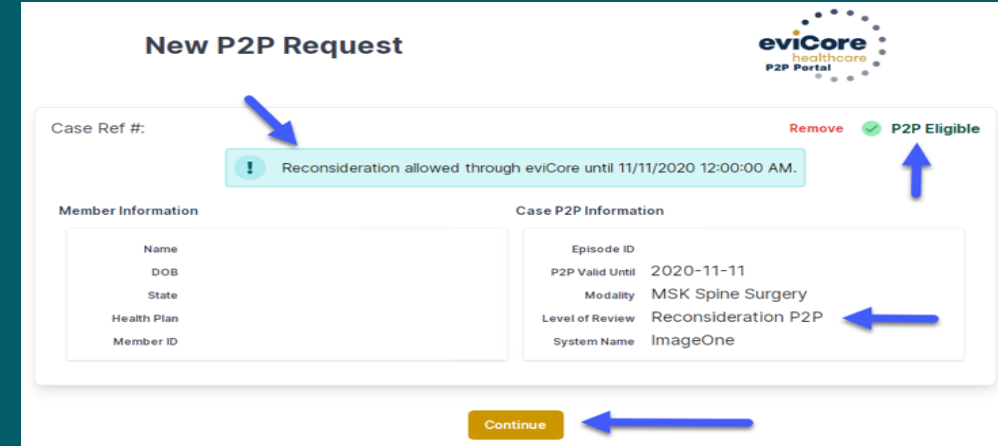 New P2P Request
eviCore
healthcare
P2P Portal
Case Ref #:
Remove
P2P Eligible
! Reconsideration allowed through eviCore until 11/11/2020 12:00:00 AM.
Member Information
Name
DOB
State
Health Plan
Member ID
Case P2P Information
Episode ID
P2P Valid Until 2020-11-11
Modality MSK Spine Surgery
Level of Review Reconsideration P2P
System Name ImageOne
Continue